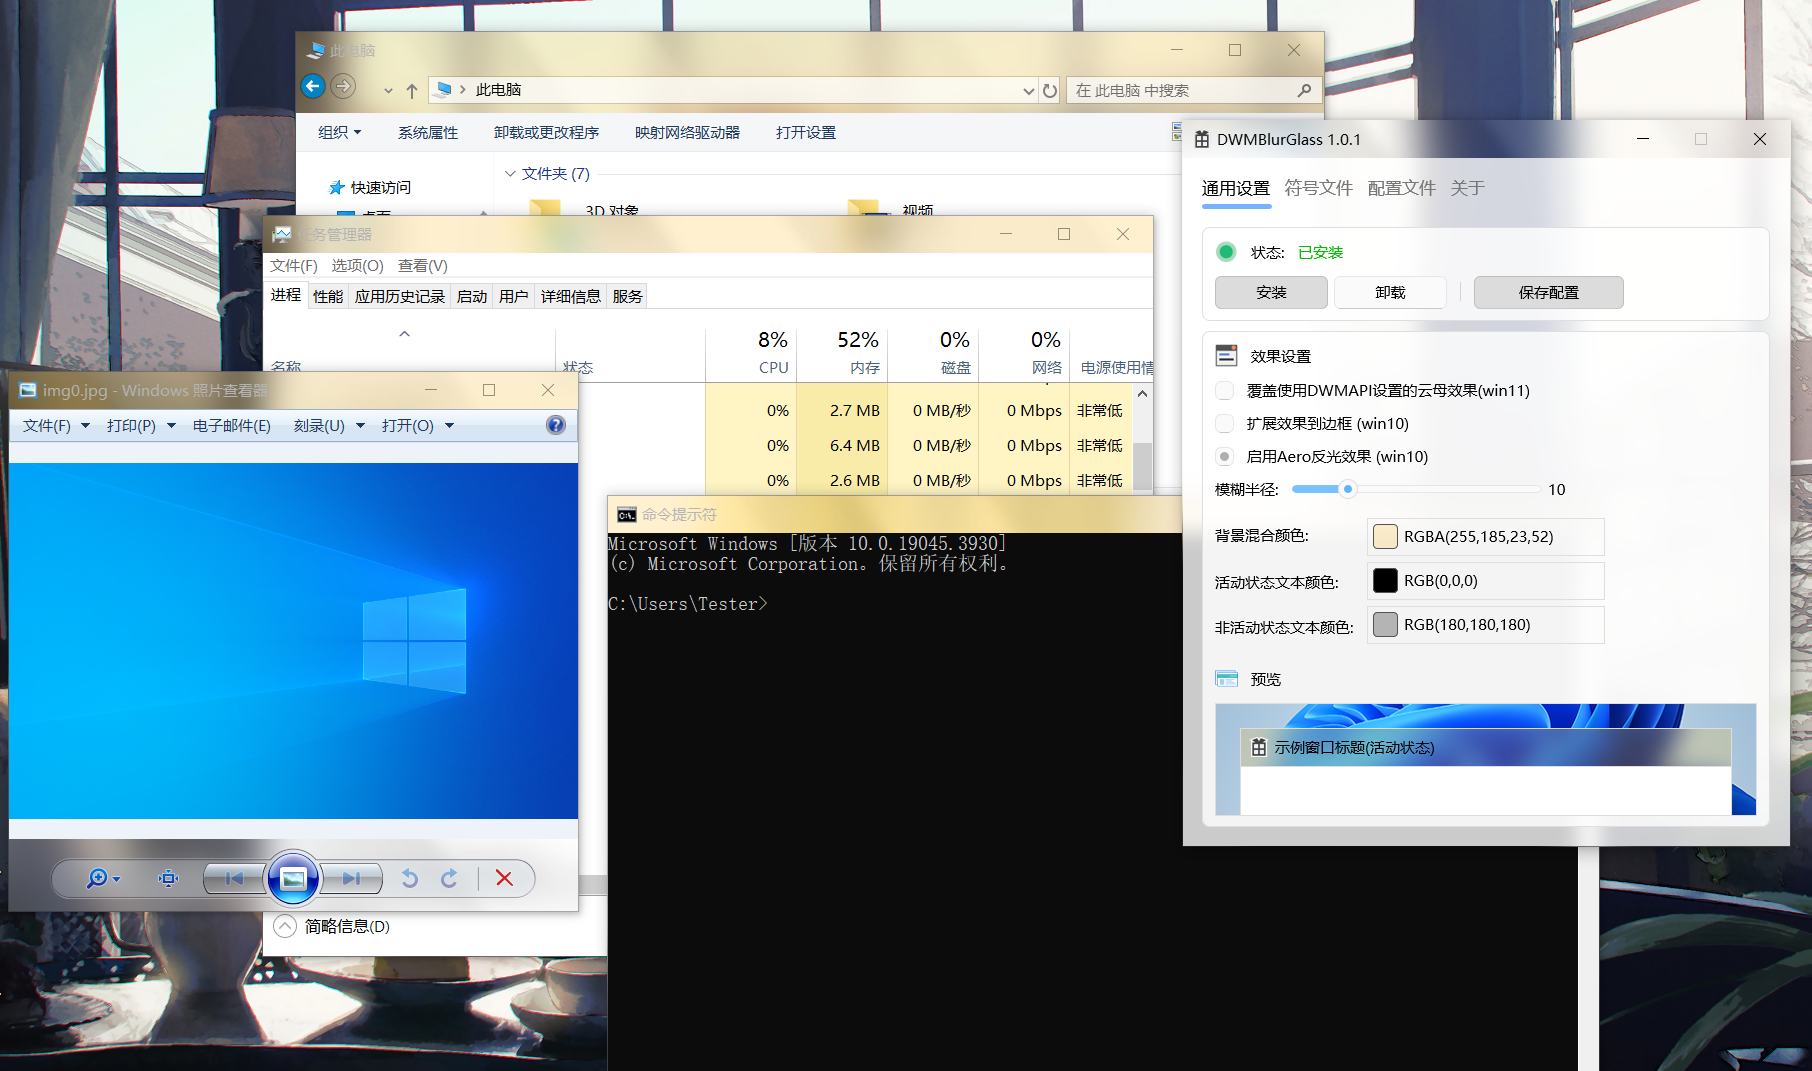 此电脑
此电脑
在 此电脑 中搜索
组织 系统属性 卸载或更改程序 映射网络驱动器 打开设置
快速访问
文件夹 (7)
桌面
3D 对象
视频
任务管理器
文件(F) 选项(O) 查看(V)
进程 性能 应用历史记录 启动 用户 详细信息 服务
8% 52% 0% 0%
名称 状态 CPU 内存 磁盘 网络 电源使用情
0% 2.7 MB 0 MB/秒 0 Mbps 非常低
0% 6.4 MB 0 MB/秒 0 Mbps 非常低
0% 2.6 MB 0 MB/秒 0 Mbps 非常低
简略信息(D)
img0.jpg - Windows 照片查看器
文件(F) 打印(P) 电子邮件(E) 刻录(U) 打开(O)
命令提示符
Microsoft Windows [版本 10.0.19045.3930]
(c) Microsoft Corporation。保留所有权利。
C:\Users\Tester>
DWMBlurGlass 1.0.1
通用设置 符号文件 配置文件 关于
状态: 已安装
安装 卸载 保存配置
效果设置
覆盖使用DWMAPI设置的云母效果(win11)
扩展效果到边框 (win10)
启用Aero反光效果 (win10)
模糊半径: 10
背景混合颜色: RGBA(255,185,23,52)
活动状态文本颜色: RGB(0,0,0)
非活动状态文本颜色: RGB(180,180,180)
预览
示例窗口标题(活动状态)